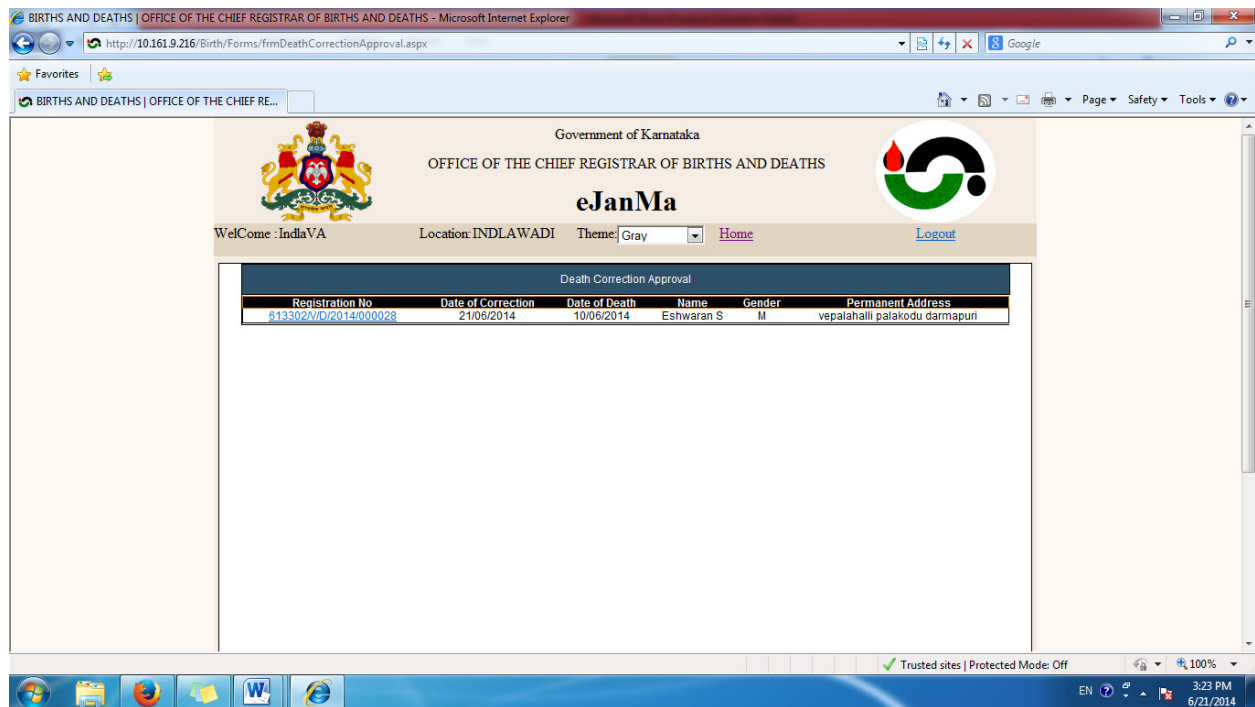 BIRTHS AND DEATHS | OFFICE OF THE CHIEF REGISTRAR OF BIRTHS AND DEATHS - Microsoft Internet Explorer
http://10.161.9.216/Birth/Forms/frmDeathCorrectionApproval.aspx
Google
Favorites
BIRTHS AND DEATHS | OFFICE OF THE CHIEF RE...
Page Safety Tools
Government of Karnataka
OFFICE OF THE CHIEF REGISTRAR OF BIRTHS AND DEATHS
eJanMa
WelCome :IndlaVA Location:INDLAWADI Theme: Gray Home Logout
Death Correction Approval
Registration No Date of Correction Date of Death Name Gender Permanent Address
613302/V/D/2014/000028 21/06/2014 10/06/2014 Eshwaran S M vepalahalli palakodu darmapuri
Trusted sites | Protected Mode: Off 100%
EN 3:23 PM
6/21/2014